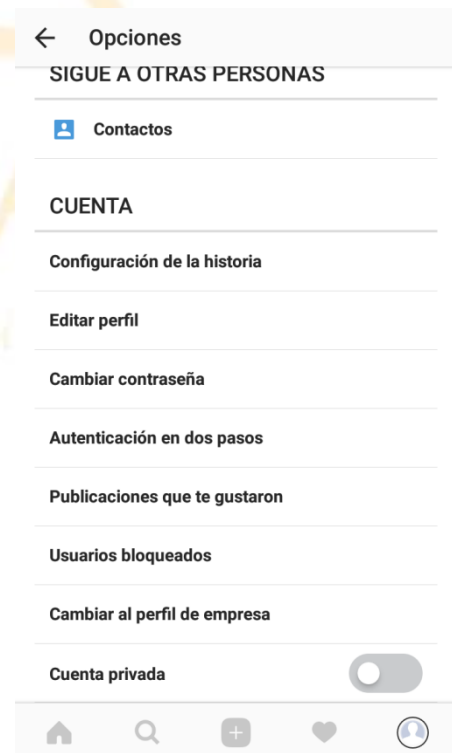 Opciones
SIGUE A OTRAS PERSONAS
Contactos
CUENTA
Configuración de la historia
Editar perfil
Cambiar contraseña
Autenticación en dos pasos
Publicaciones que te gustaron
Usuarios bloqueados
Cambiar al perfil de empresa
Cuenta privada